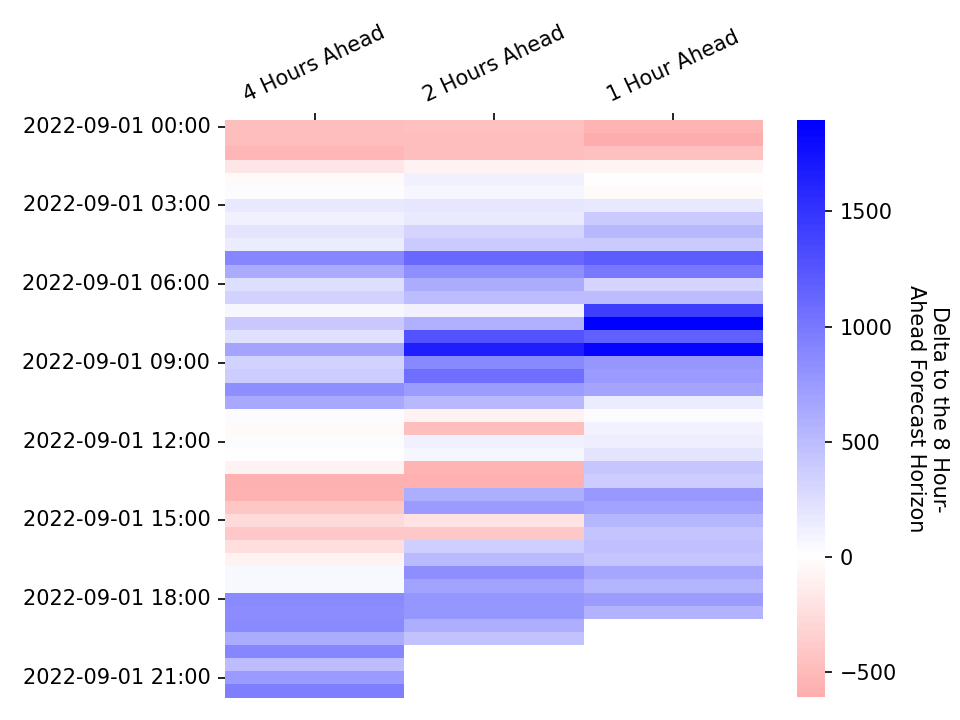 4 Hours Ahead
2 Hours Ahead
1 Hour Ahead
2022-09-01 00:00
2022-09-01 03:00
2022-09-01 06:00
2022-09-01 09:00
2022-09-01 12:00
2022-09-01 15:00
2022-09-01 18:00
2022-09-01 21:00
1500
1000
500
0
−500
Delta to the 8 Hour-
Ahead Forecast Horizon